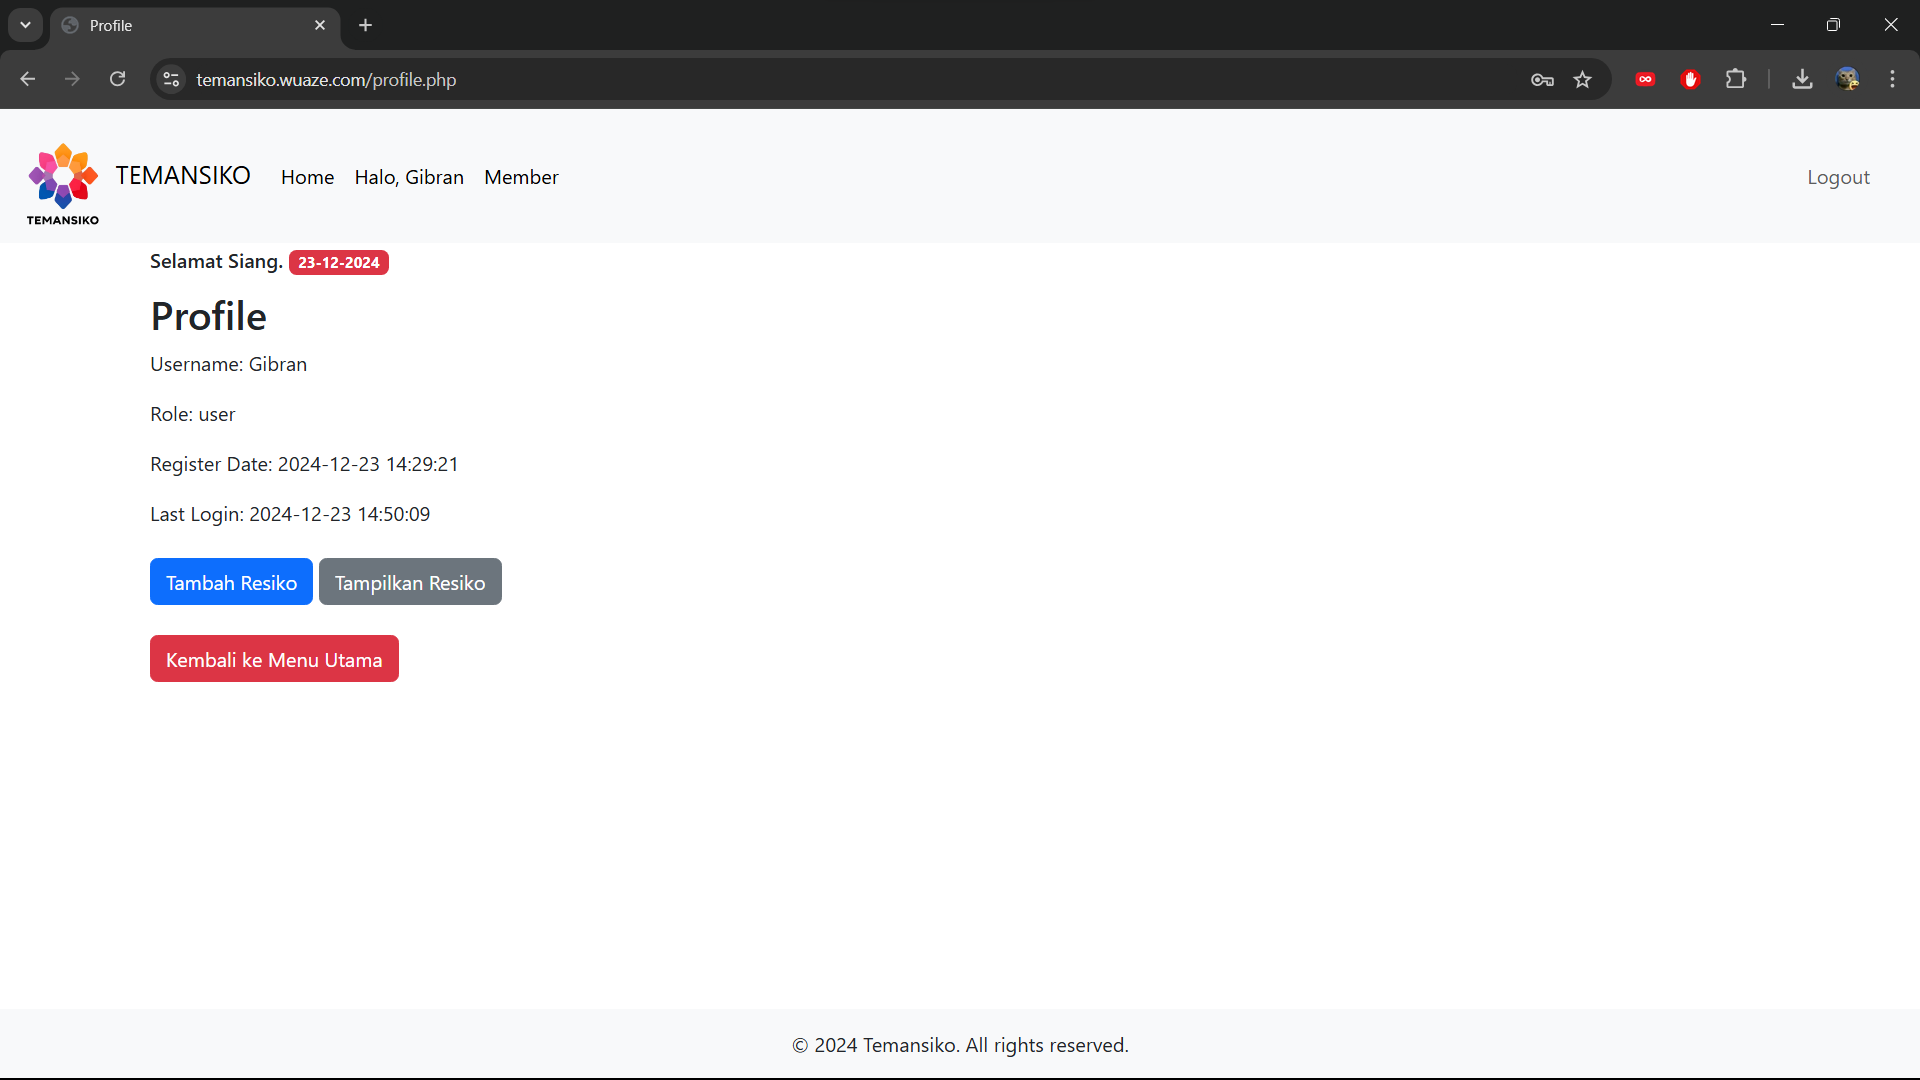 Profile
temansiko.wuaze.com/profile.php
TEMANSIKO
TEMANSIKO Home Halo, Gibran Member Logout
Selamat Siang. 23-12-2024
Profile
Username: Gibran
Role: user
Register Date: 2024-12-23 14:29:21
Last Login: 2024-12-23 14:50:09
Tambah Resiko Tampilkan Resiko
Kembali ke Menu Utama
© 2024 Temansiko. All rights reserved.